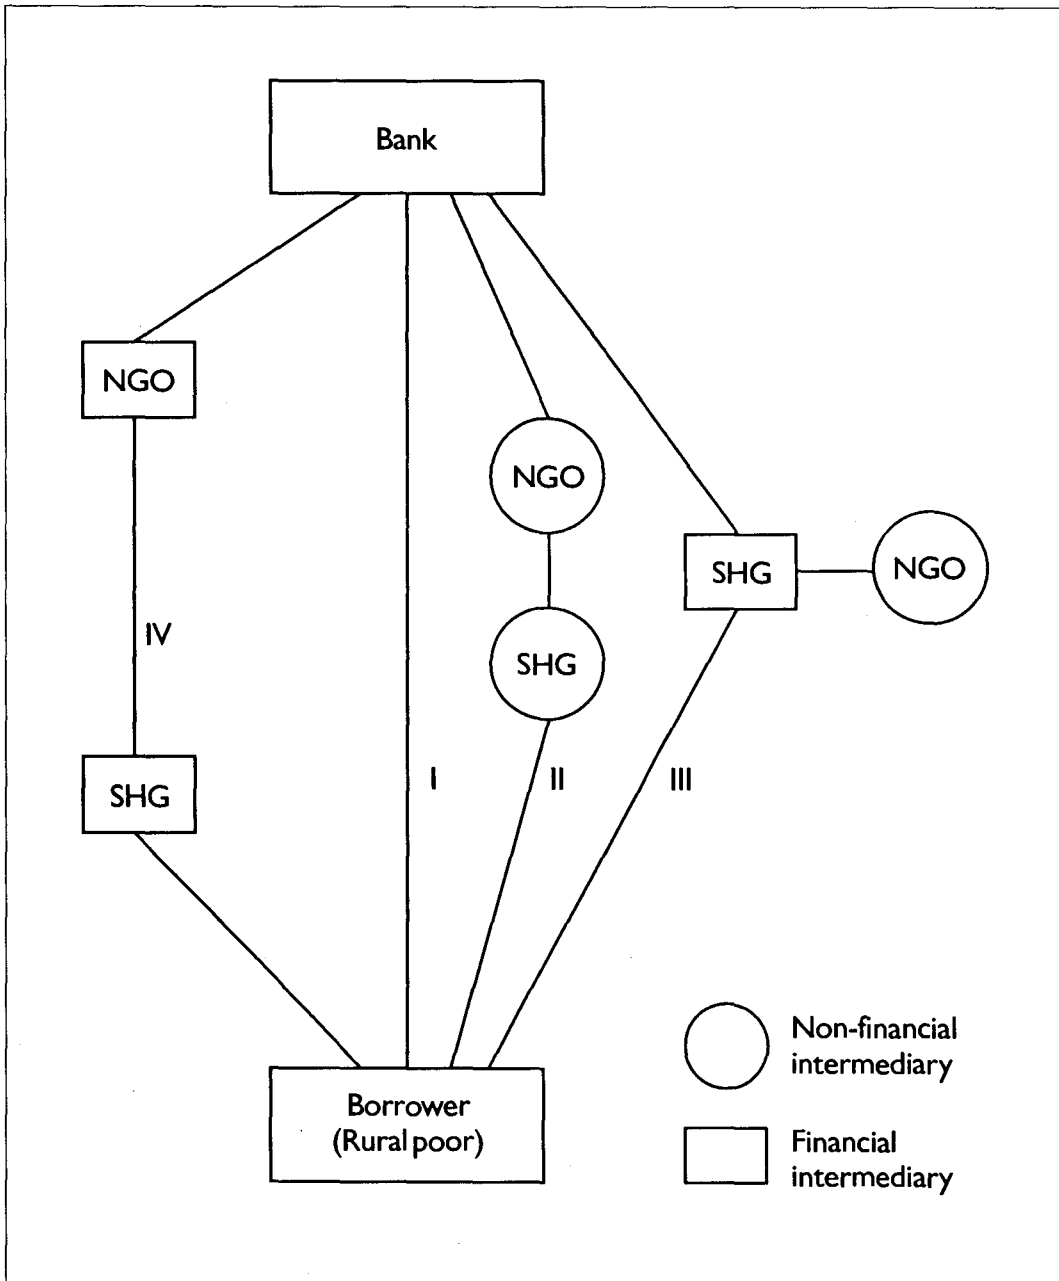 Bank
NGO
NGO
SHG
NGO
IV
SHG
SHG
I
II
III
Borrower
(Rural poor)
Non-financial
intermediary
Financial
intermediary